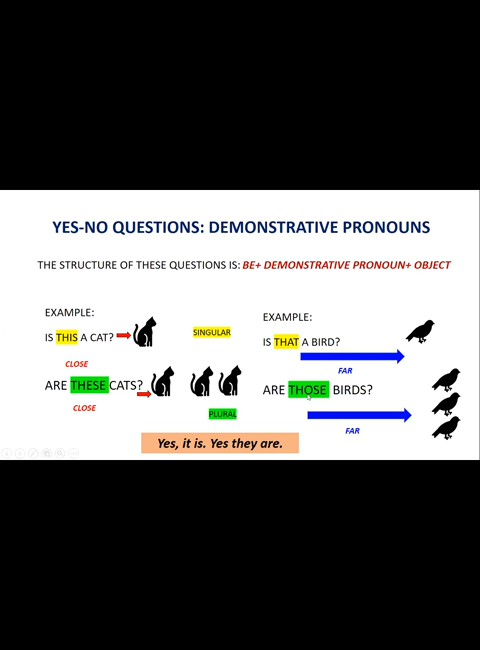 YES-NO QUESTIONS: DEMONSTRATIVE PRONOUNS
THE STRUCTURE OF THESE QUESTIONS IS: BE+ DEMONSTRATIVE PRONOUN+ OBJECT
EXAMPLE:
IS THIS A CAT?
CLOSE
ARE THESE CATS?
CLOSE
SINGULAR
PLURAL
EXAMPLE:
IS THAT A BIRD?
FAR
ARE THOSE BIRDS?
FAR
Yes, it is. Yes they are.